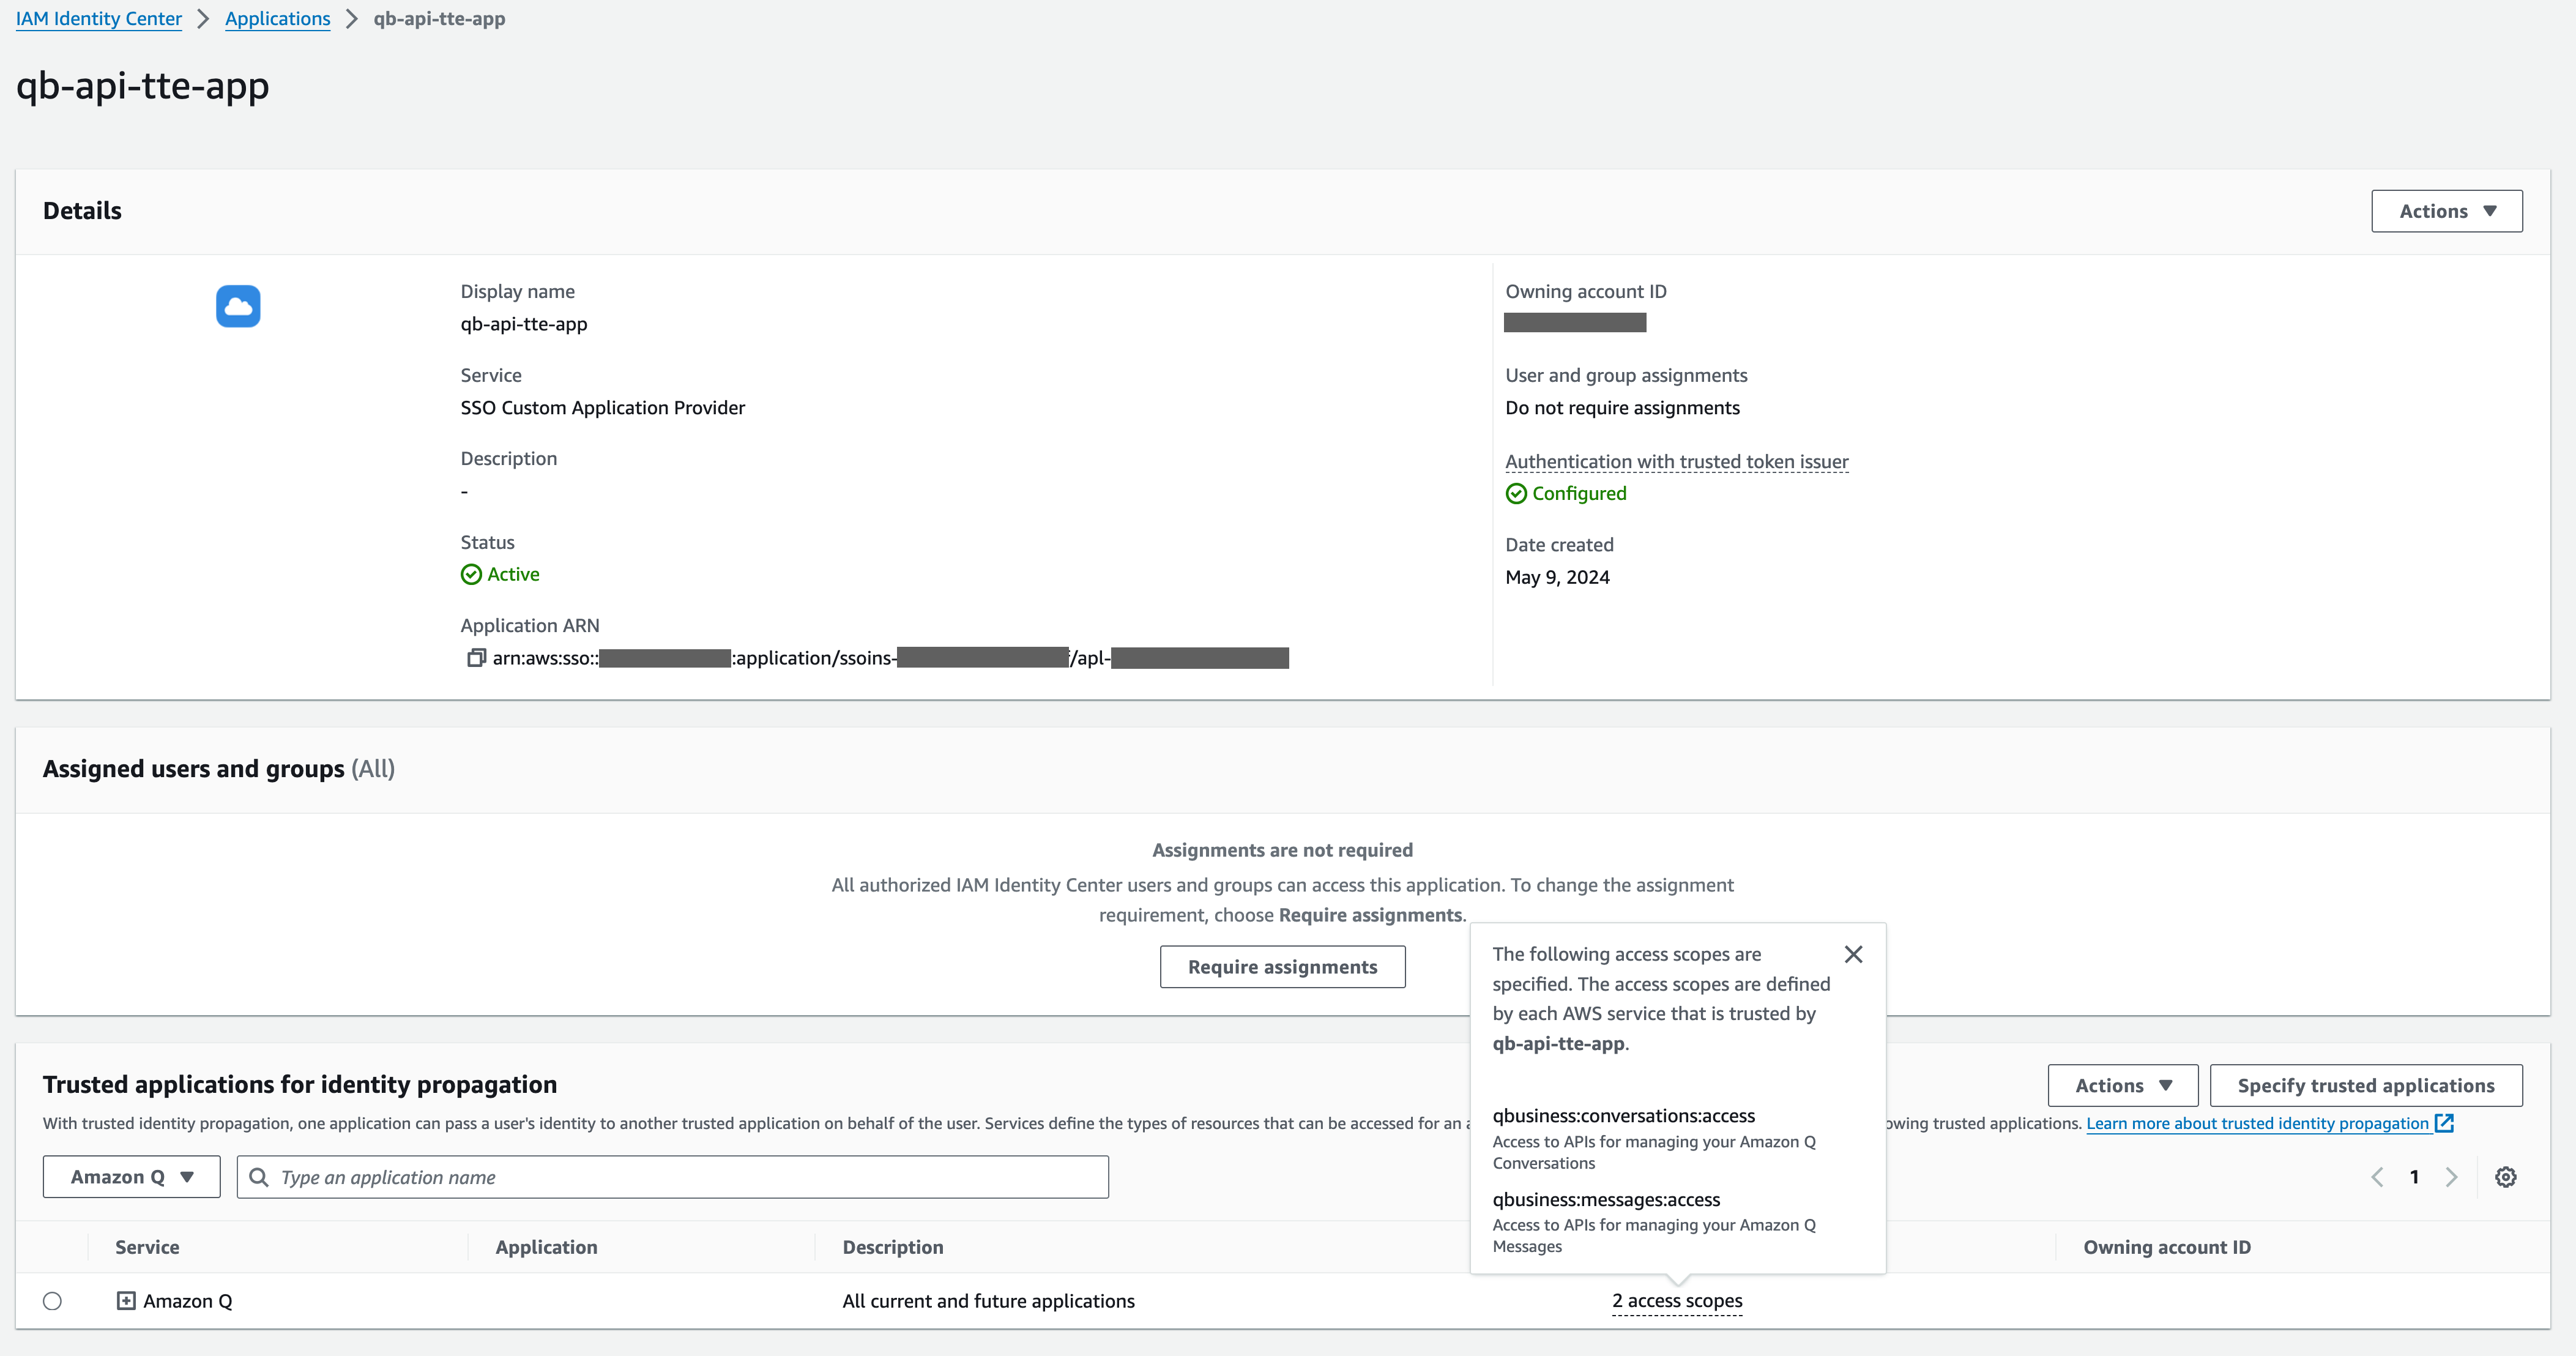 IAM Identity Center > Applications > qb-api-tte-app
qb-api-tte-app
Details
Actions ▼
Display name
qb-api-tte-app
Service
SSO Custom Application Provider
Description
-
Status
Active
Application ARN
arn:aws:sso:: :application/ssoins- /apl-
Owning account ID
User and group assignments
Do not require assignments
Authentication with trusted token issuer
Configured
Date created
May 9, 2024
Assigned users and groups (All)
Assignments are not required
All authorized IAM Identity Center users and groups can access this application. To change the assignment
requirement, choose Require assignments.
Require assignments
The following access scopes are
specified. The access scopes are defined
by each AWS service that is trusted by
qb-api-tte-app.
qbusiness:conversations:access
Access to APIs for managing your Amazon Q
Conversations
qbusiness:messages:access
Access to APIs for managing your Amazon Q
Messages
Trusted applications for identity propagation
Actions ▼
Specify trusted applications
With trusted identity propagation, one application can pass a user's identity to another trusted application on behalf of the user. Services define the types of resources that can be accessed for an owing trusted applications. Learn more about trusted identity propagation
Amazon Q ▼
Type an application name
1
Service Application Description Owning account ID
Amazon Q All current and future applications 2 access scopes